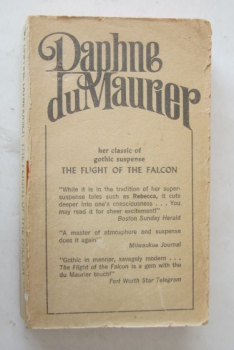 Daphne
du Maurier
her classic of
gothic suspense
THE FLIGHT OF THE FALCON
"While it is in the tradition of her super-
suspense tales such as Rebecca, it cuts
deeper into one's consciousness . . . You
may read it for sheer excitement!"
Boston Sunday Herald
"A master of atmosphere and suspense
does it again"
Milwaukee Journal
"Gothic in manner, savagely modern . . .
The Flight of the Falcon is a gem with the
du Maurier touch!"
Fort Worth Star Telegram